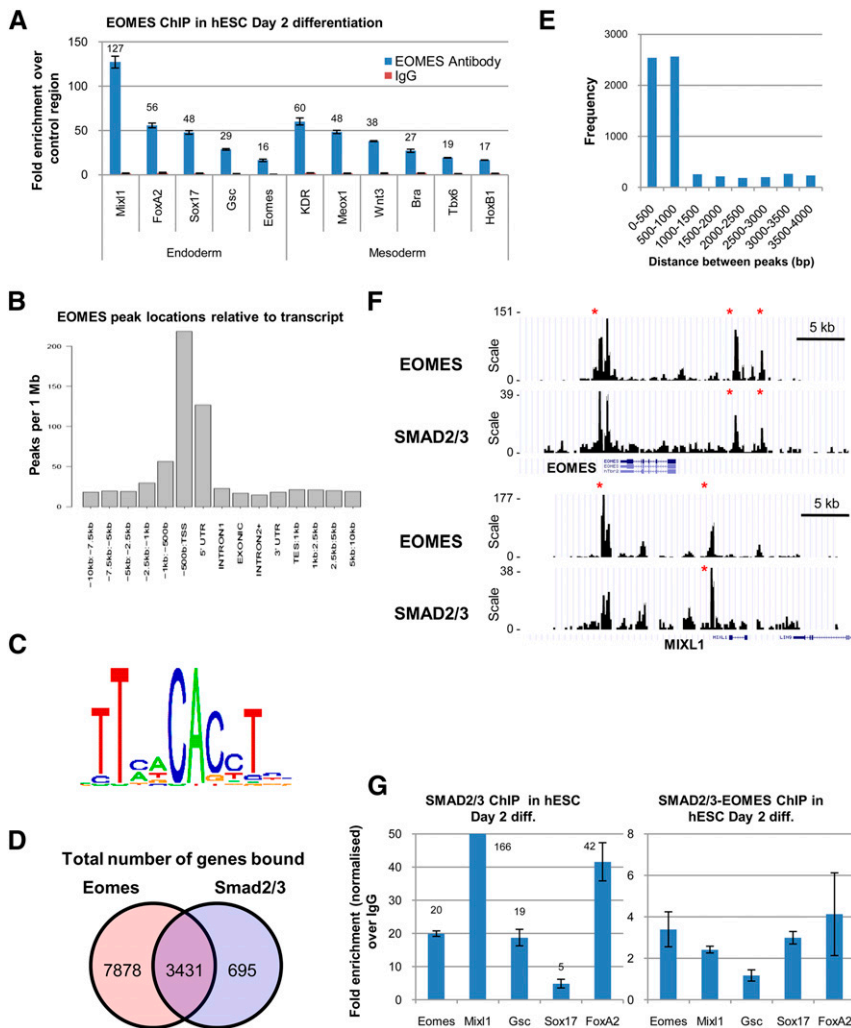 A
EOMES ChIP in hESC Day 2 differentiation
Fold enrichment over
control region
150
100
50
0
127
56
48
29
16
60
48
38
27
19
17
EOMES Antibody
IgG
Mixl1
FoxA2
Sox17
Gsc
Eomes
KDR
Meox1
Wnt3
Bra
Tbx6
HoxB1
Endoderm
Mesoderm
B
EOMES peak locations relative to transcript
Peaks per 1 Mb
200
150
100
50
0
−10kb:−7.5kb
−7.5kb:−5kb
−5kb:−2.5kb
−2.5kb:−1kb
−1kb:−500b
−500b:TSS
5' UTR
INTRON1
EXONIC
INTRON2+
3' UTR
TES:1kb
1kb:2.5kb
2.5kb:5kb
5kb:10kb
C
TT CACCT
D
Total number of genes bound
Eomes Smad2/3
7878 3431 695
E
Frequency
3000
2000
1000
0
0-500
500-1000
1000-1500
1500-2000
2000-2500
2500-3000
3000-3500
3500-4000
Distance between peaks (bp)
F
151 -
* * *
5 kb
EOMES
Scale
0 -
39 -
* *
SMAD2/3
Scale
0 -
EOMES
EOMES
177 -
* *
5 kb
EOMES
Scale
0 -
38 -
*
SMAD2/3
Scale
0 -
MIXL1
MIXL1
G
SMAD2/3 ChIP in hESC
Day 2 diff.
Fold enrichment (normalised)
over IgG
50
40
30
20
10
0
20
166
19
5
42
Eomes Mixl1 Gsc Sox17 FoxA2
SMAD2/3-EOMES ChIP in
hESC Day 2 diff.
8
6
4
2
0
Eomes Mixl1 Gsc Sox17 FoxA2